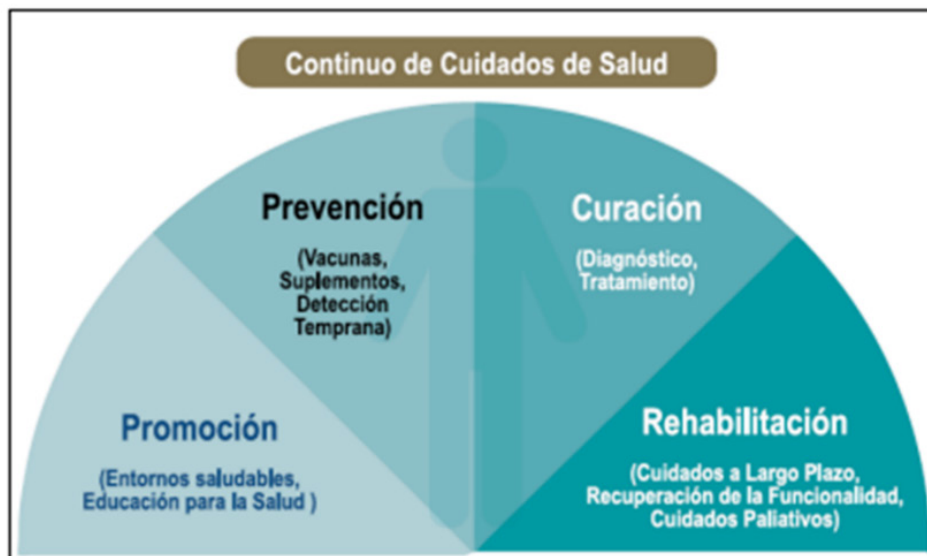 Continuo de Cuidados de Salud
Prevención
(Vacunas,
Suplementos,
Detección
Temprana)
Curación
(Diagnóstico,
Tratamiento)
Promoción
(Entornos saludables,
Educación para la Salud )
Rehabilitación
(Cuidados a Largo Plazo,
Recuperación de la Funcionalidad,
Cuidados Paliativos)